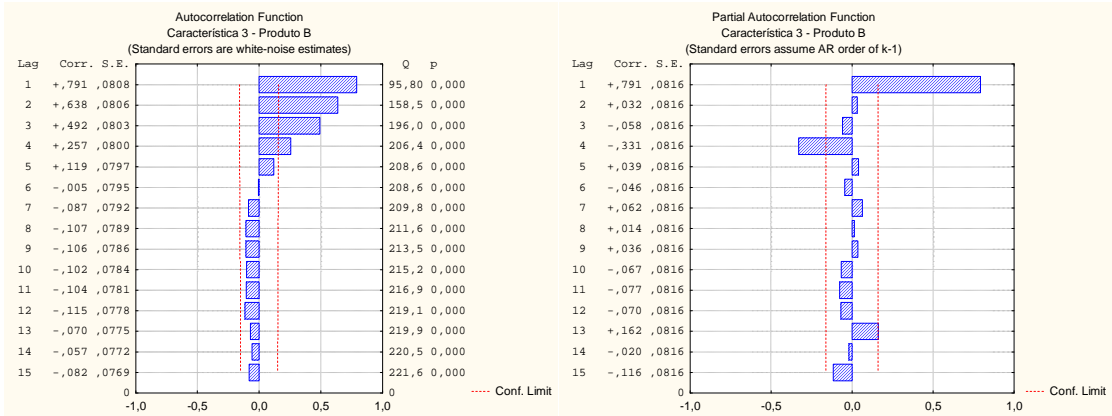 Autocorrelation Function
Característica 3 - Produto B
(Standard errors are white-noise estimates)
Lag Corr. S.E. Q p
1 +,791 ,0808 95,80 0,000
2 +,638 ,0806 158,5 0,000
3 +,492 ,0803 196,0 0,000
4 +,257 ,0800 206,4 0,000
5 +,119 ,0797 208,6 0,000
6 -,005 ,0795 208,6 0,000
7 -,087 ,0792 209,8 0,000
8 -,107 ,0789 211,6 0,000
9 -,106 ,0786 213,5 0,000
10 -,102 ,0784 215,2 0,000
11 -,104 ,0781 216,9 0,000
12 -,115 ,0778 219,1 0,000
13 -,070 ,0775 219,9 0,000
14 -,057 ,0772 220,5 0,000
15 -,082 ,0769 221,6 0,000
0 0
-1,0 -0,5 0,0 0,5 1,0
Conf. Limit
Partial Autocorrelation Function
Característica 3 - Produto B
(Standard errors assume AR order of k-1)
Lag Corr. S.E.
1 +,791 ,0816
2 +,032 ,0816
3 -,058 ,0816
4 -,331 ,0816
5 +,039 ,0816
6 -,046 ,0816
7 +,062 ,0816
8 +,014 ,0816
9 +,036 ,0816
10 -,067 ,0816
11 -,077 ,0816
12 -,070 ,0816
13 +,162 ,0816
14 -,020 ,0816
15 -,116 ,0816
0 0
-1,0 -0,5 0,0 0,5 1,0
Conf. Limit